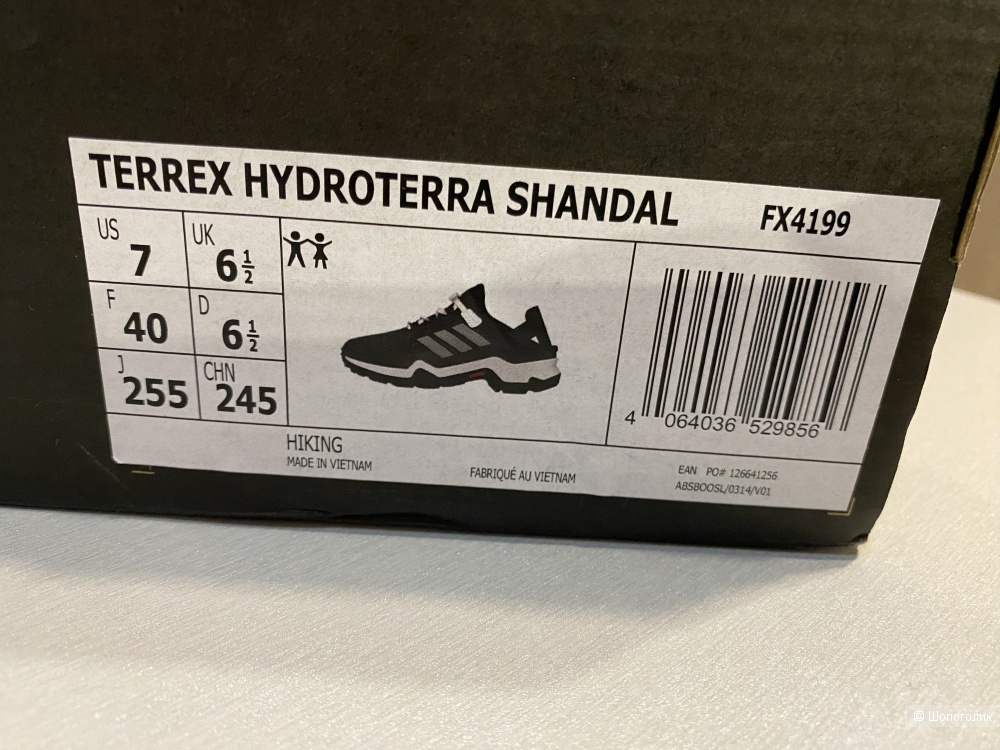 TERREX HYDROTERRA SHANDAL FX4199
US 7 UK 6 1/2
F 40 D 6 1/2
J 255 CHN 245
4 064036 529856
HIKING
MADE IN VIETNAM FABRIQUÉ AU VIETNAM
EAN PO# 126641256
ABSBOOSL/0314/V01
© Шопоголик